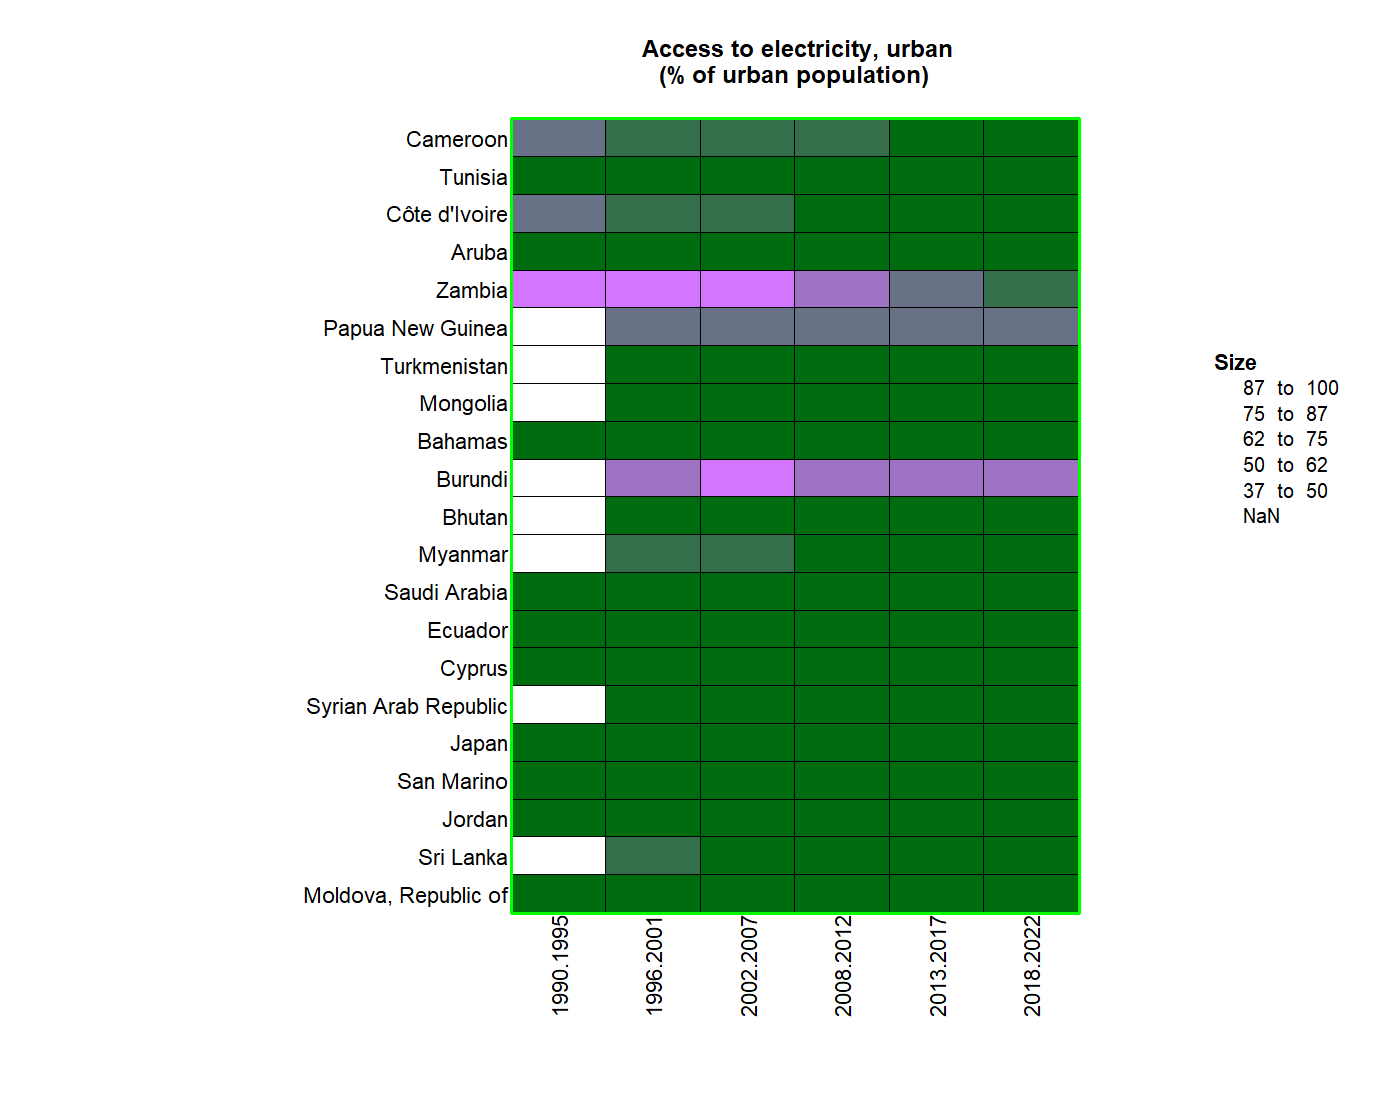 Access to electricity, urban
(% of urban population)
Cameroon
Tunisia
Côte d'Ivoire
Aruba
Zambia
Papua New Guinea
Turkmenistan
Mongolia
Bahamas
Burundi
Bhutan
Myanmar
Saudi Arabia
Ecuador
Cyprus
Syrian Arab Republic
Japan
San Marino
Jordan
Sri Lanka
Moldova, Republic of
1990.1995
1996.2001
2002.2007
2008.2012
2013.2017
2018.2022
Size
87 to 100
75 to 87
62 to 75
50 to 62
37 to 50
NaN